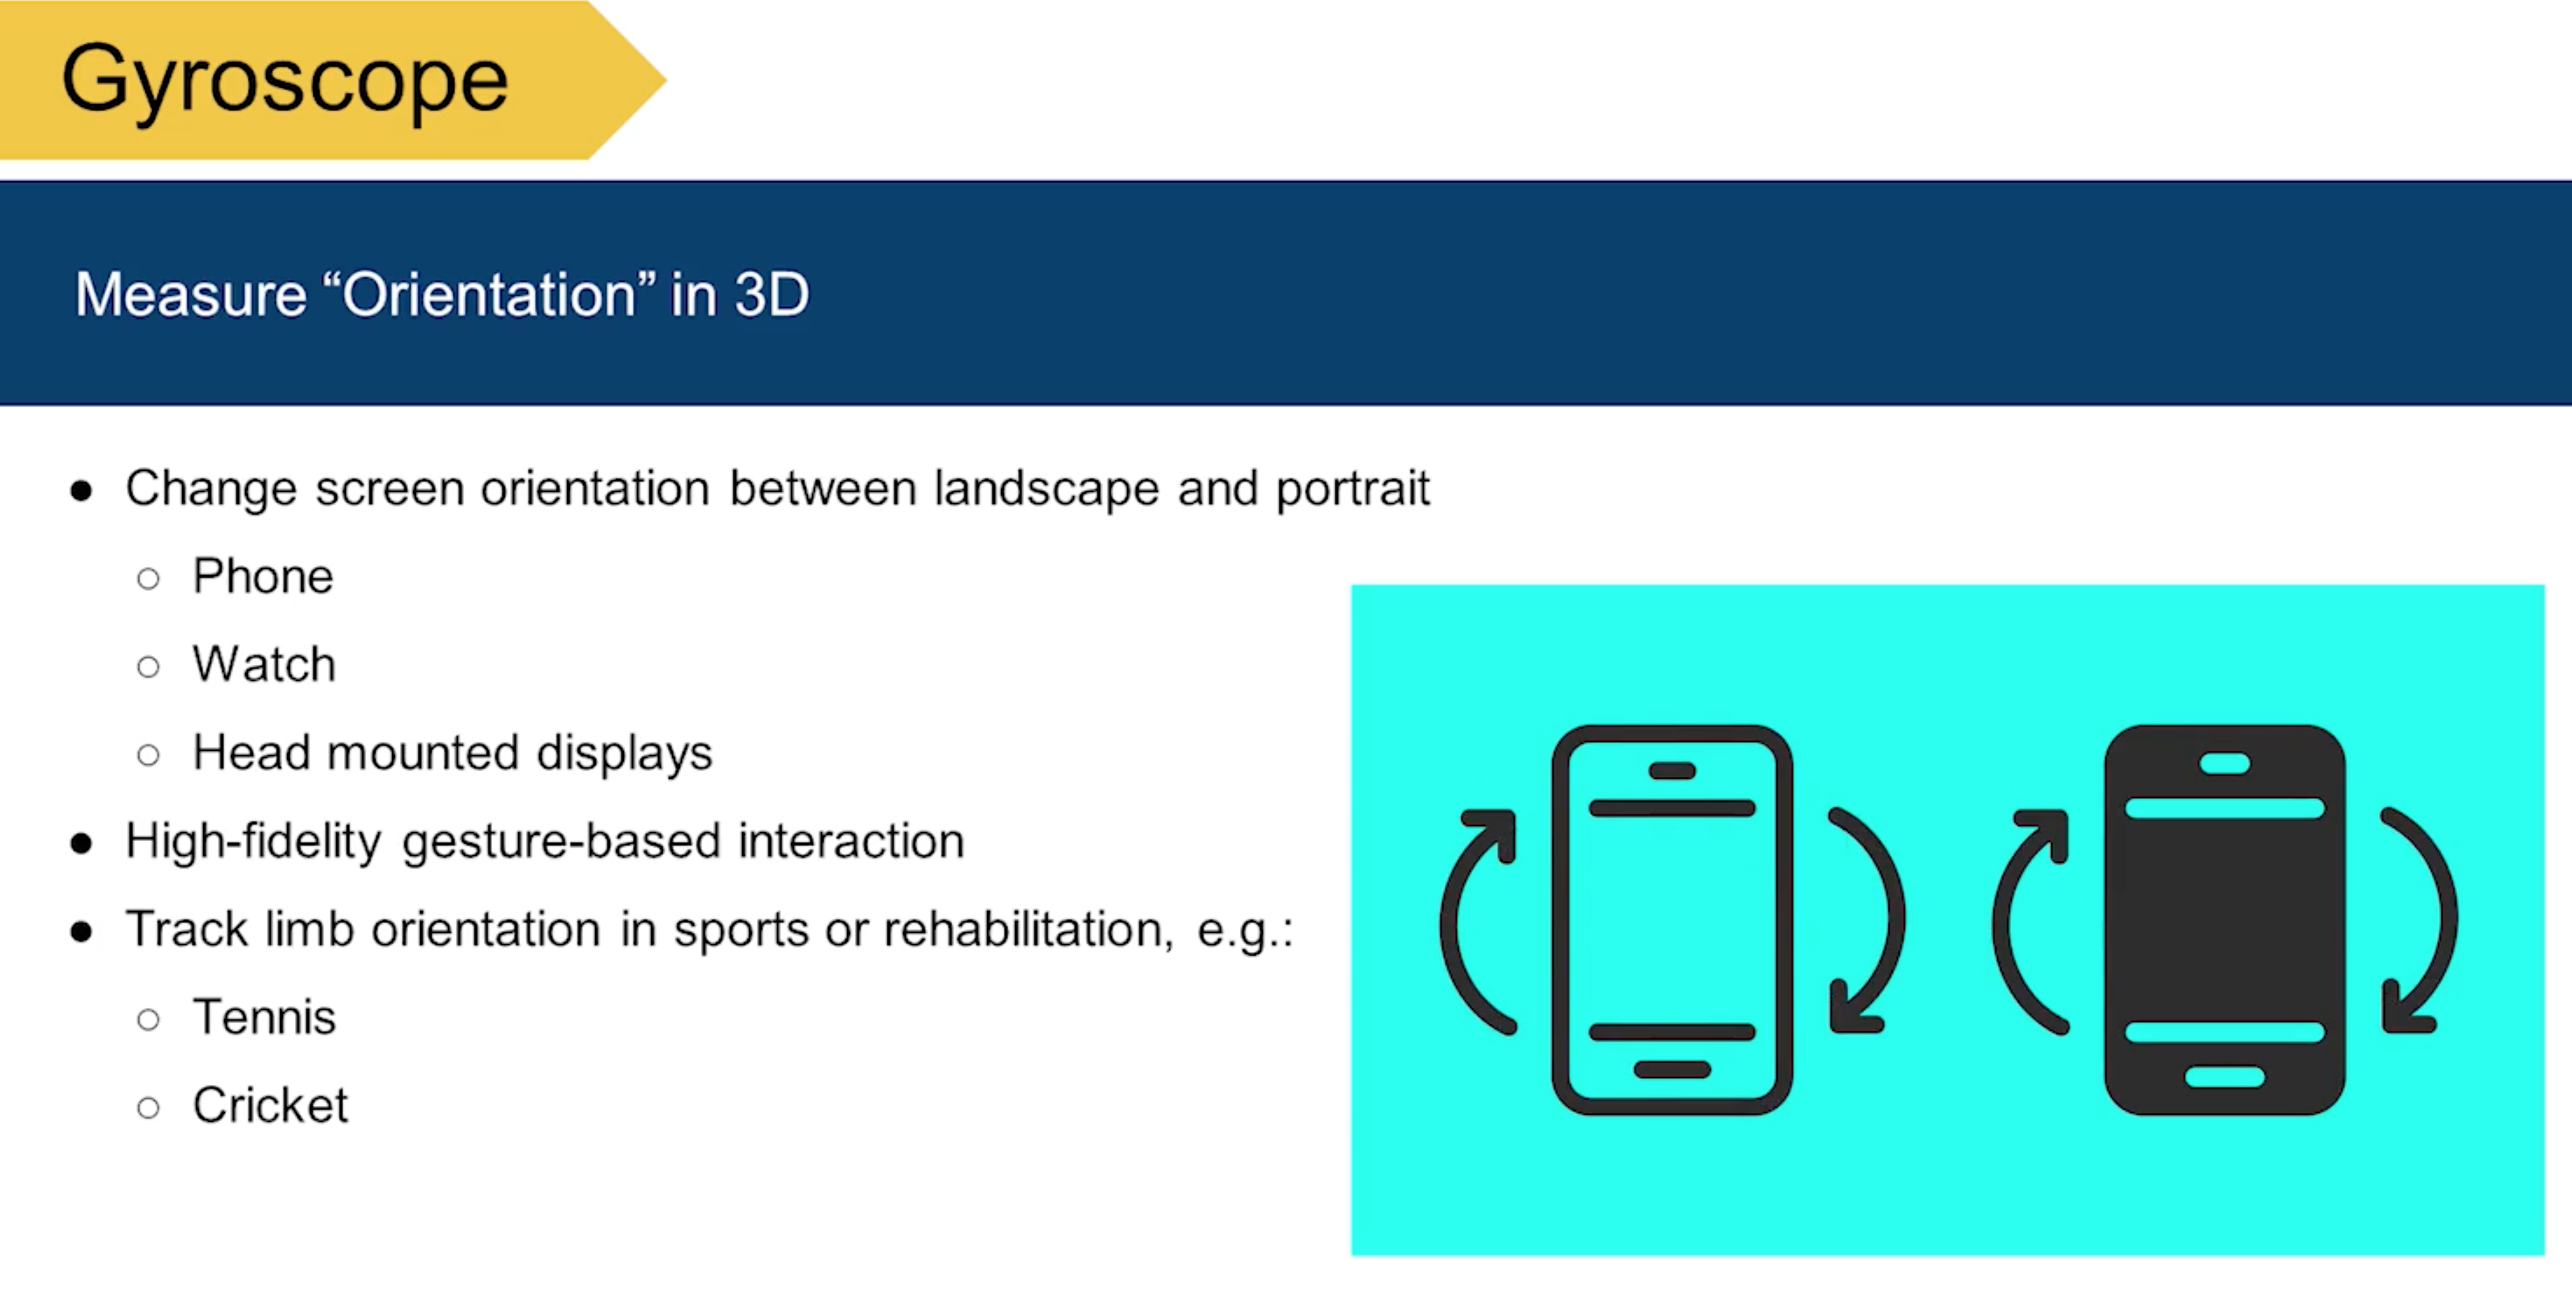 Gyroscope
Measure “Orientation” in 3D
● Change screen orientation between landscape and portrait
○ Phone
○ Watch
○ Head mounted displays
● High-fidelity gesture-based interaction
● Track limb orientation in sports or rehabilitation, e.g.:
○ Tennis
○ Cricket